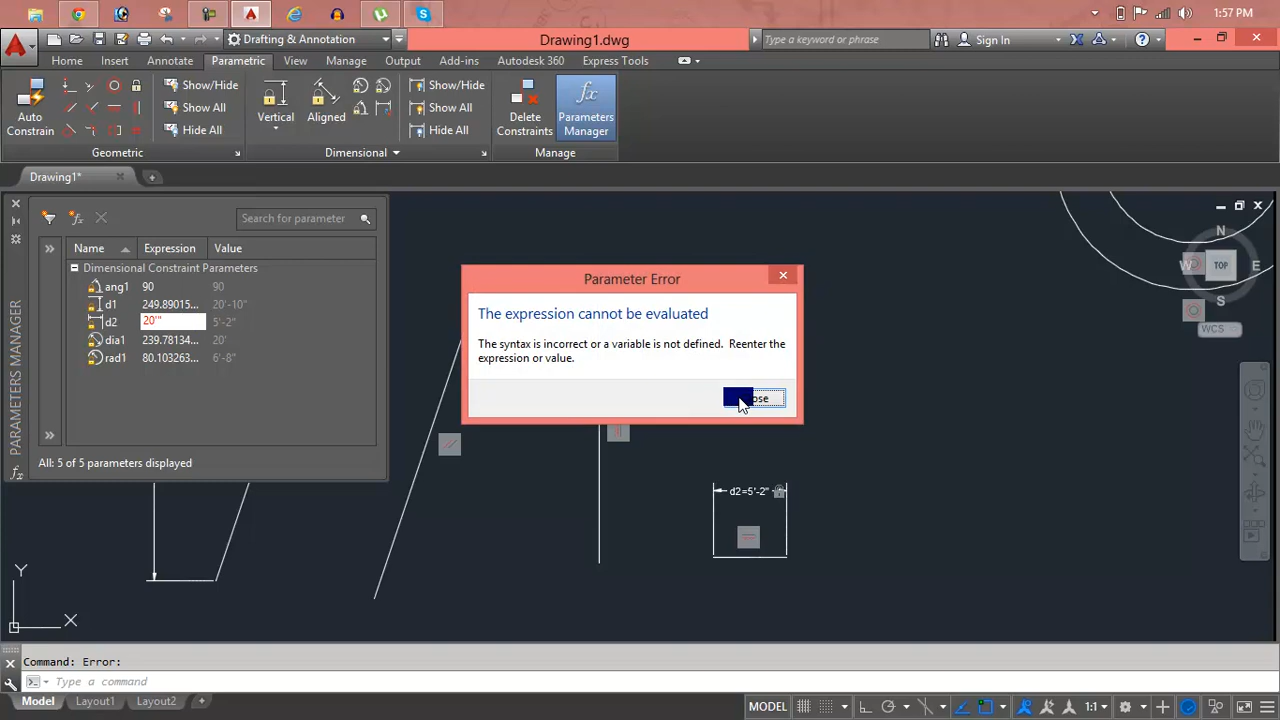 1:57 PM
Drafting & Annotation
Drawing1.dwg
Type a keyword or phrase
Sign In
Home Insert Annotate Parametric View Manage Output Add-ins Autodesk 360 Express Tools
Auto Constrain
Show/Hide
Show All
Hide All
Geometric
Vertical
Aligned
Show/Hide
Show All
Hide All
Dimensional
Delete Constraints
Parameters Manager
Manage
Drawing1*
PARAMETERS MANAGER
Search for parameter
Name Expression Value
Dimensional Constraint Parameters
ang1 90 90
d1 249.89015... 20'-10"
d2 20'" 5'-2"
dia1 239.78134... 20'
rad1 80.103263... 6'-8"
All: 5 of 5 parameters displayed
Parameter Error
The expression cannot be evaluated
The syntax is incorrect or a variable is not defined. Reenter the
expression or value.
N
W TOP E
S
WCS
d2=5'-2"
Y
X
Command: Error:
Type a command
Model Layout1 Layout2
MODEL 1:1